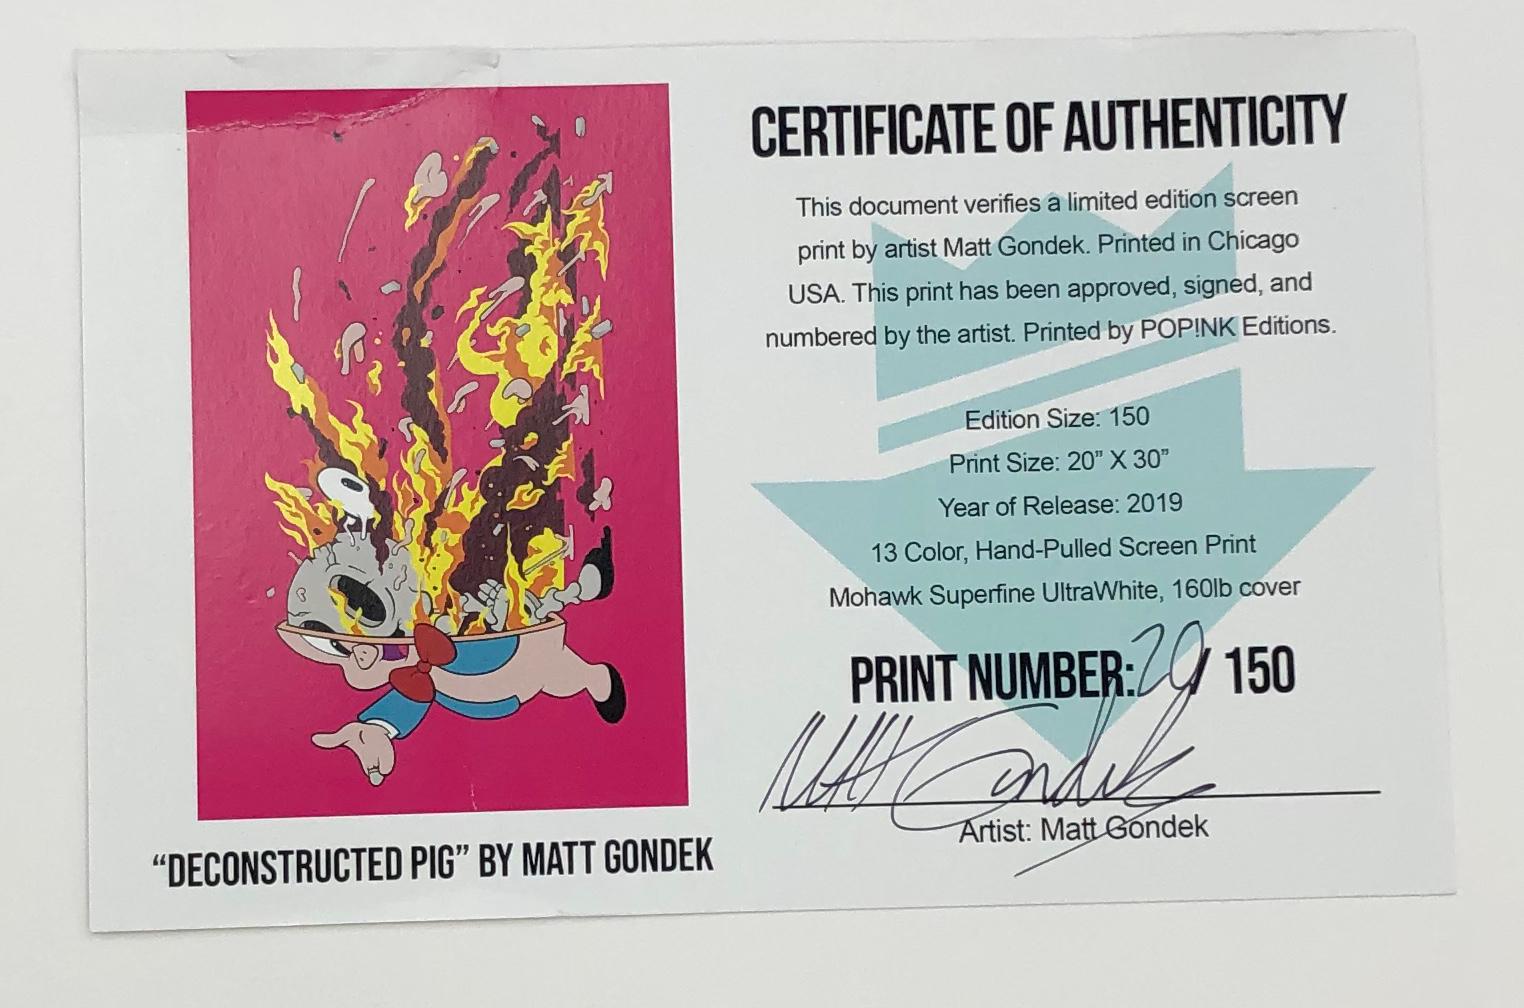 CERTIFICATE OF AUTHENTICITY
This document verifies a limited edition screen
print by artist Matt Gondek. Printed in Chicago
USA. This print has been approved, signed, and
numbered by the artist. Printed by POP!NK Editions.
Edition Size: 150
Print Size: 20” X 30”
Year of Release: 2019
13 Color, Hand-Pulled Screen Print
Mohawk Superfine UltraWhite, 160lb cover
PRINT NUMBER: 20 / 150
Matt Gondek
Artist: Matt Gondek
“DECONSTRUCTED PIG” BY MATT GONDEK